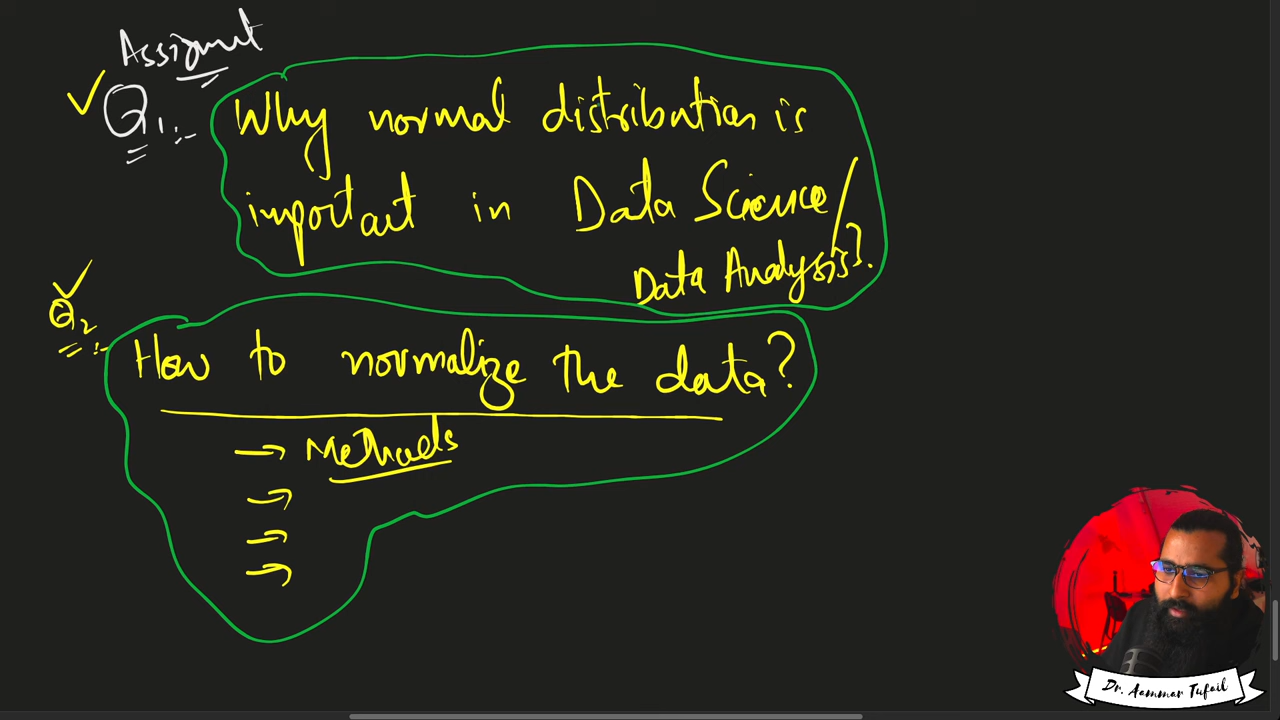 Assignment
Q1:-
Why normal distribution is
important in Data Science/
Data Analysis?
Q2:-
How to normalize the data?
→ Methods
→
→
→
Dr. Aammar Tufail